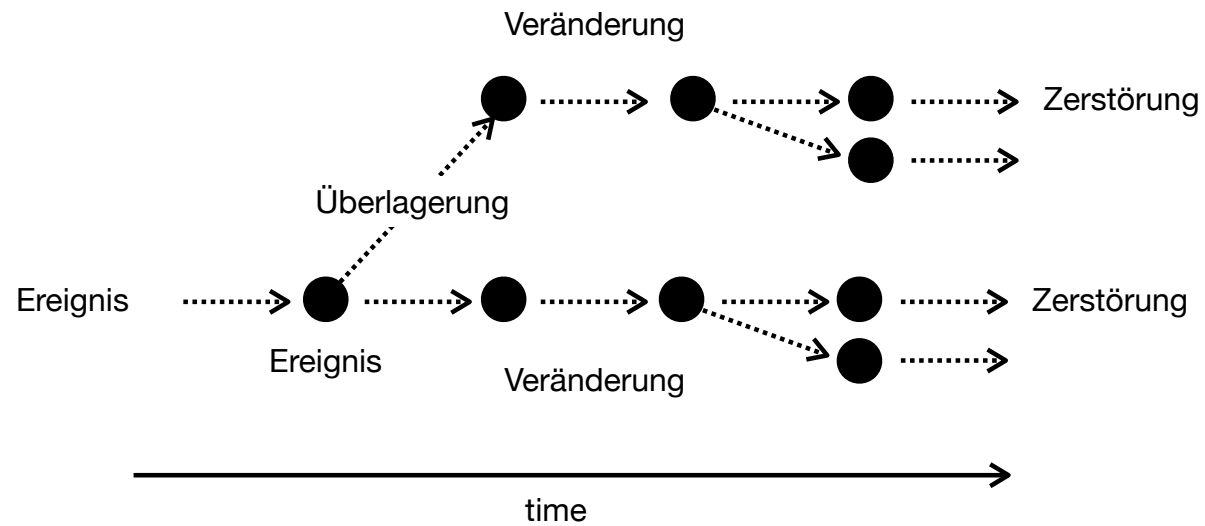 Veränderung
Zerstörung
Überlagerung
Ereignis
Zerstörung
Ereignis
Veränderung
time